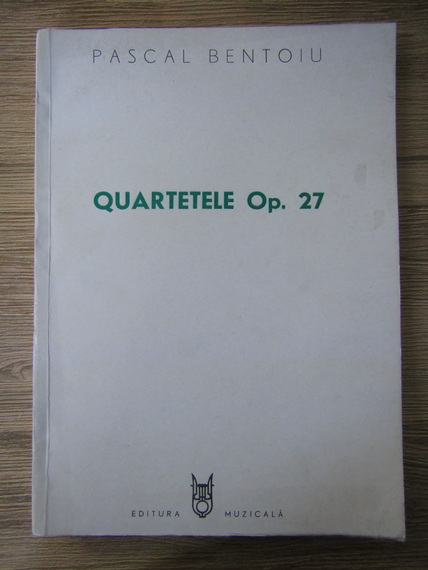 PASCAL BENTOIU
QUARTETELE Op. 27
EDITURA MUZICALĂ